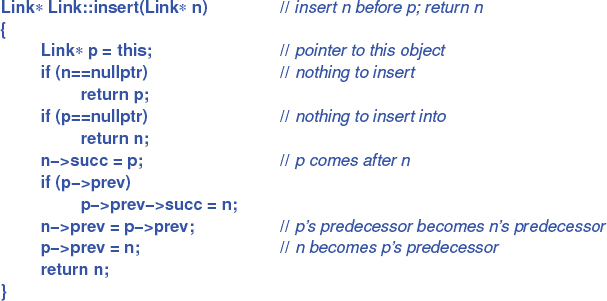 Link* Link::insert(Link* n) // insert n before p; return n
{
Link* p = this; // pointer to this object
if (n==nullptr) // nothing to insert
return p;
if (p==nullptr) // nothing to insert into
return n;
n−>succ = p; // p comes after n
if (p−>prev)
p−>prev−>succ = n;
n−>prev = p−>prev; // p's predecessor becomes n's predecessor
p−>prev = n; // n becomes p's predecessor
return n;
}